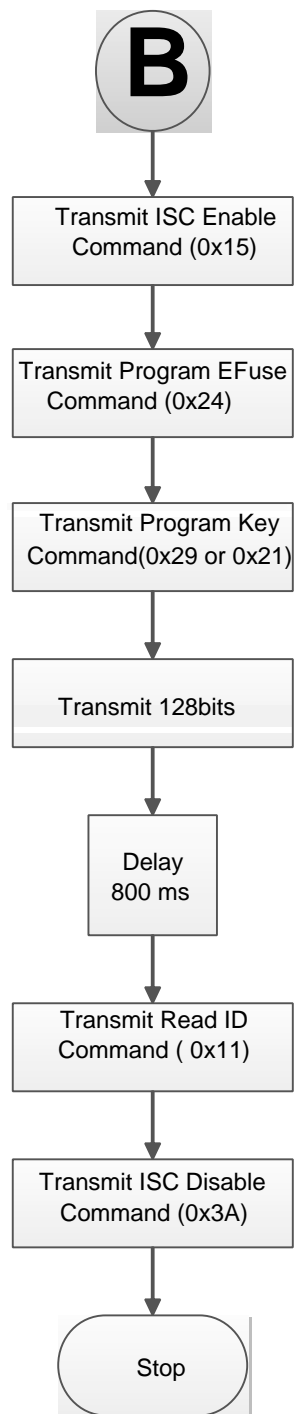 B
Transmit ISC Enable
Command (0x15)
Transmit Program EFuse
Command (0x24)
Transmit Program Key
Command(0x29 or 0x21)
Transmit 128bits
Delay
800 ms
Transmit Read ID
Command ( 0x11)
Transmit ISC Disable
Command (0x3A)
Stop